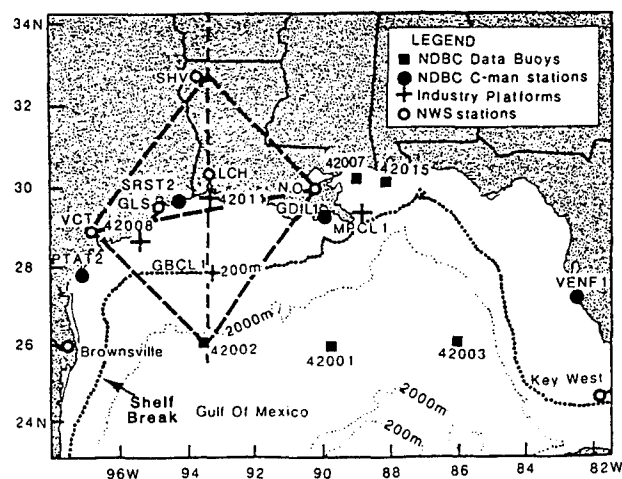 34N
32
30
28
26
24N
96W
94
92
90
88
86
84
82W
LEGEND
NDBC Data Buoys
NDBC C-man stations
Industry Platforms
NWS stations
SHV
42007
42015
LCH
SRST2
N.O.
GLS
42011
GDIL1
VCT
42008
MPCL1
PTAT2
GBCL1
200m
VENF1
2000m
42002
42001
42003
Brownsville
Key West
Shelf
Break
Gulf Of Mexico
2000m
200m